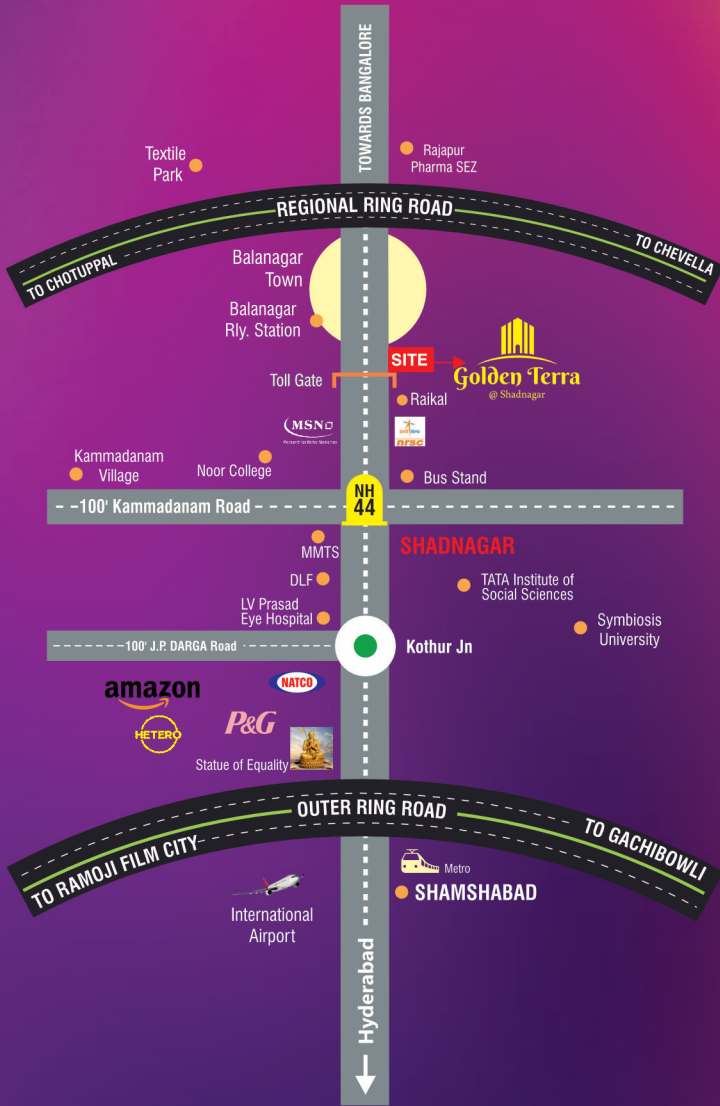 TOWARDS BANGALORE
Textile
Park
Rajapur
Pharma SEZ
REGIONAL RING ROAD
TO CHOTUPPAL
TO CHEVELLA
Balanagar
Town
Balanagar
Rly. Station
SITE
Golden Terra
@ Shadnagar
Toll Gate
Raikal
MSN
nrsc
Kammadanam
Village
Noor College
Bus Stand
NH
44
100' Kammadanam Road
MMTS
SHADNAGAR
DLF
TATA Institute of
Social Sciences
LV Prasad
Eye Hospital
Symbiosis
University
100' J.P. DARGA Road
Kothur Jn
amazon
NATCO
HETERO
P&G
Statue of Equality
OUTER RING ROAD
TO RAMOJI FILM CITY
TO GACHIBOWLI
Metro
SHAMSHABAD
International
Airport
Hyderabad